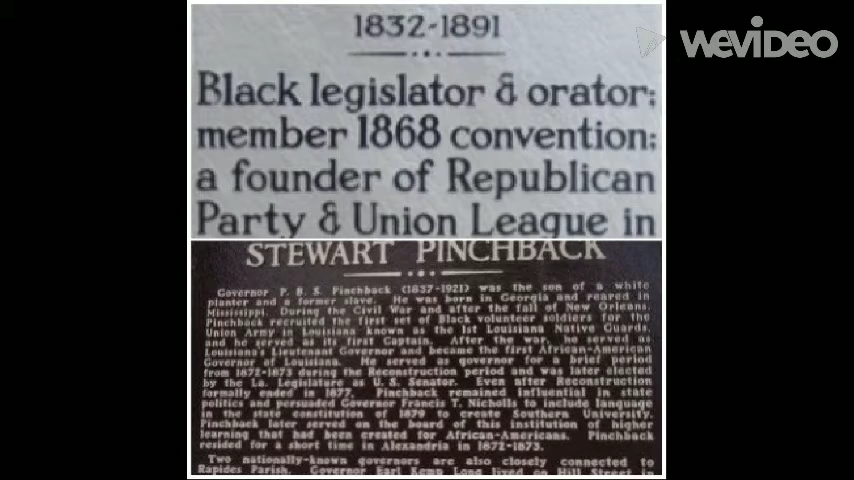 1832-1891
WEVIDEO
Black legislator & orator;
member 1868 convention;
a founder of Republican
Party & Union League in
STEWART PINCHBACK
Governor P. B. S. Pinchback (1837-1921) was the son of a white
planter and a former slave. He was born in Georgia and reared in
Mississippi. During the Civil War and after the fall of New Orleans,
Pinchback recruited the first set of Black volunteer soldiers for the
Union Army in Louisiana known as the 1st Louisiana Native Guards,
and he served as its first Captain. After the war, he served as
Louisiana's Lieutenant Governor and became the first African-American
Governor of Louisiana. He served as governor for a brief period
from 1872-1873 during the Reconstruction period and was later elected
by the La. Legislature as U. S. Senator. Even after Reconstruction
formally ended in 1877, Pinchback remained influential in state
politics and persuaded Governor Francis T. Nicholls to include language
in the state constitution of 1879 to create Southern University.
Pinchback later served on the board of this institution of higher
learning that had been created for African-Americans. Pinchback
resided for a short time in Alexandria in 1872-1873.
Two nationally-known governors are also closely connected to
Rapides Parish. Governor Earl Kemp Long lived on Hill Street in